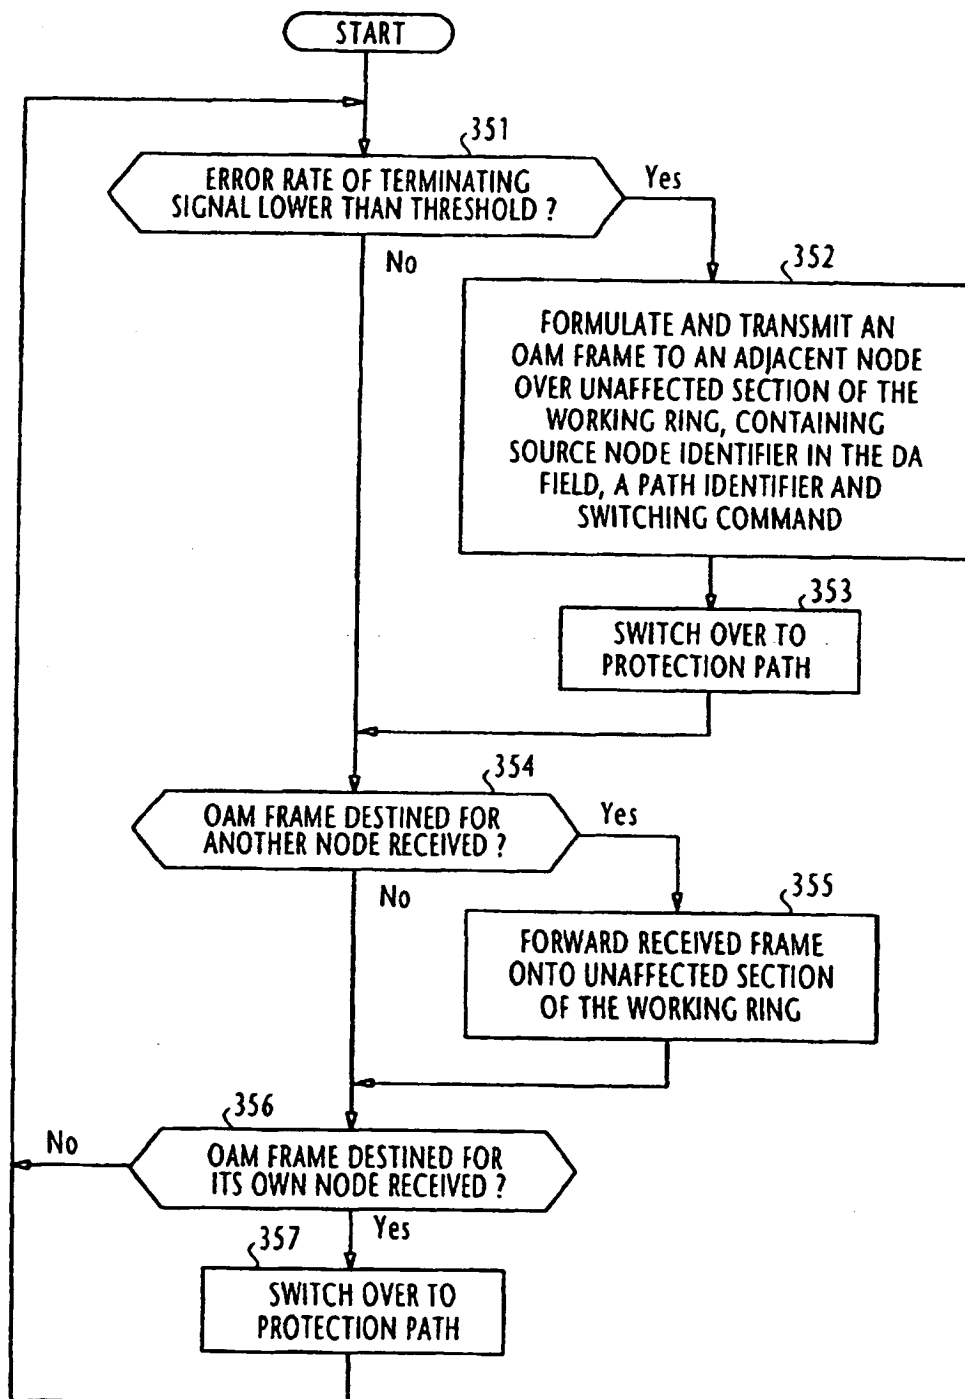 START
351
ERROR RATE OF TERMINATING
SIGNAL LOWER THAN THRESHOLD ?
Yes
No
352
FORMULATE AND TRANSMIT AN
OAM FRAME TO AN ADJACENT NODE
OVER UNAFFECTED SECTION OF THE
WORKING RING, CONTAINING
SOURCE NODE IDENTIFIER IN THE DA
FIELD, A PATH IDENTIFIER AND
SWITCHING COMMAND
353
SWITCH OVER TO
PROTECTION PATH
354
OAM FRAME DESTINED FOR
ANOTHER NODE RECEIVED ?
Yes
No
355
FORWARD RECEIVED FRAME
ONTO UNAFFECTED SECTION
OF THE WORKING RING
356
No
OAM FRAME DESTINED FOR
ITS OWN NODE RECEIVED ?
Yes
357
SWITCH OVER TO
PROTECTION PATH